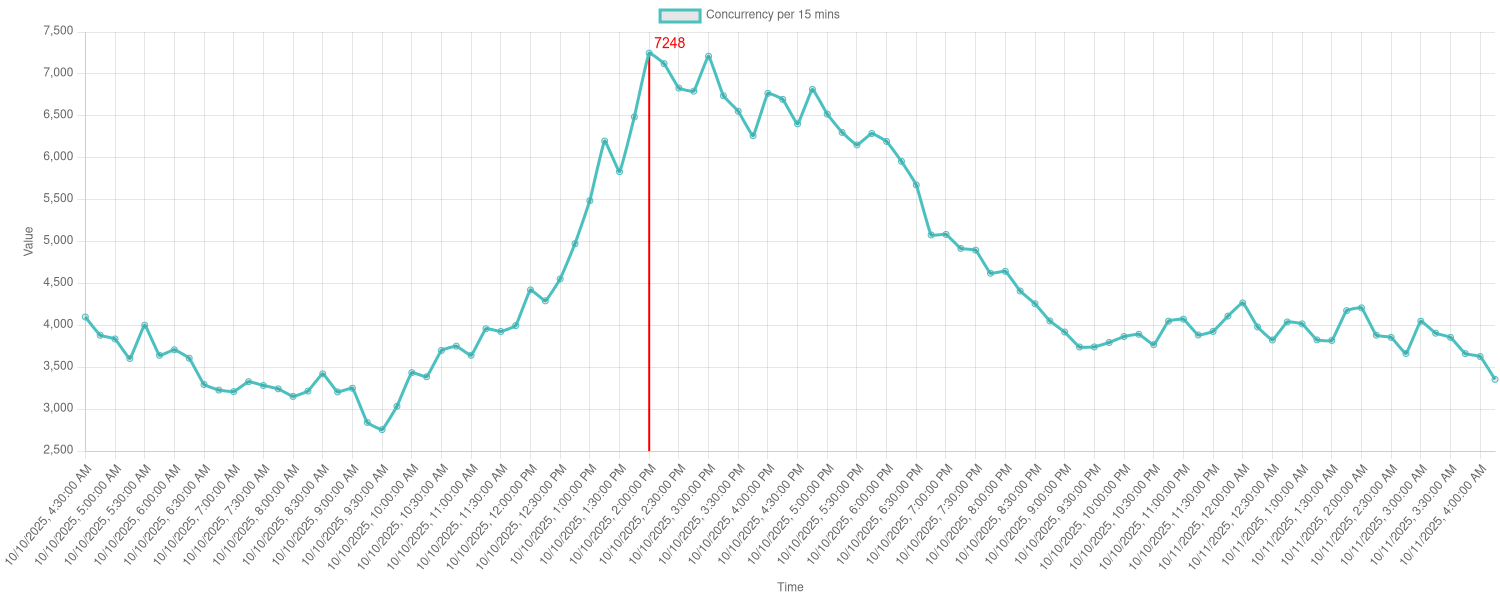 Concurrency per 15 mins
7248
7,500
7,000
6,500
6,000
5,500
5,000
4,500
4,000
3,500
3,000
2,500
Value
10/10/2025, 4:30:00 AM
10/10/2025, 5:00:00 AM
10/10/2025, 5:30:00 AM
10/10/2025, 6:00:00 AM
10/10/2025, 6:30:00 AM
10/10/2025, 7:00:00 AM
10/10/2025, 7:30:00 AM
10/10/2025, 8:00:00 AM
10/10/2025, 8:30:00 AM
10/10/2025, 9:00:00 AM
10/10/2025, 9:30:00 AM
10/10/2025, 10:00:00 AM
10/10/2025, 10:30:00 AM
10/10/2025, 11:00:00 AM
10/10/2025, 11:30:00 AM
10/10/2025, 12:00:00 PM
10/10/2025, 12:30:00 PM
10/10/2025, 1:00:00 PM
10/10/2025, 1:30:00 PM
10/10/2025, 2:00:00 PM
10/10/2025, 2:30:00 PM
10/10/2025, 3:00:00 PM
10/10/2025, 3:30:00 PM
10/10/2025, 4:00:00 PM
10/10/2025, 4:30:00 PM
10/10/2025, 5:00:00 PM
10/10/2025, 5:30:00 PM
10/10/2025, 6:00:00 PM
10/10/2025, 6:30:00 PM
10/10/2025, 7:00:00 PM
10/10/2025, 7:30:00 PM
10/10/2025, 8:00:00 PM
10/10/2025, 8:30:00 PM
10/10/2025, 9:00:00 PM
10/10/2025, 9:30:00 PM
10/10/2025, 10:00:00 PM
10/10/2025, 10:30:00 PM
10/10/2025, 11:00:00 PM
10/10/2025, 11:30:00 PM
10/11/2025, 12:00:00 AM
10/11/2025, 12:30:00 AM
10/11/2025, 1:00:00 AM
10/11/2025, 1:30:00 AM
10/11/2025, 2:00:00 AM
10/11/2025, 2:30:00 AM
10/11/2025, 3:00:00 AM
10/11/2025, 3:30:00 AM
10/11/2025, 4:00:00 AM
Time